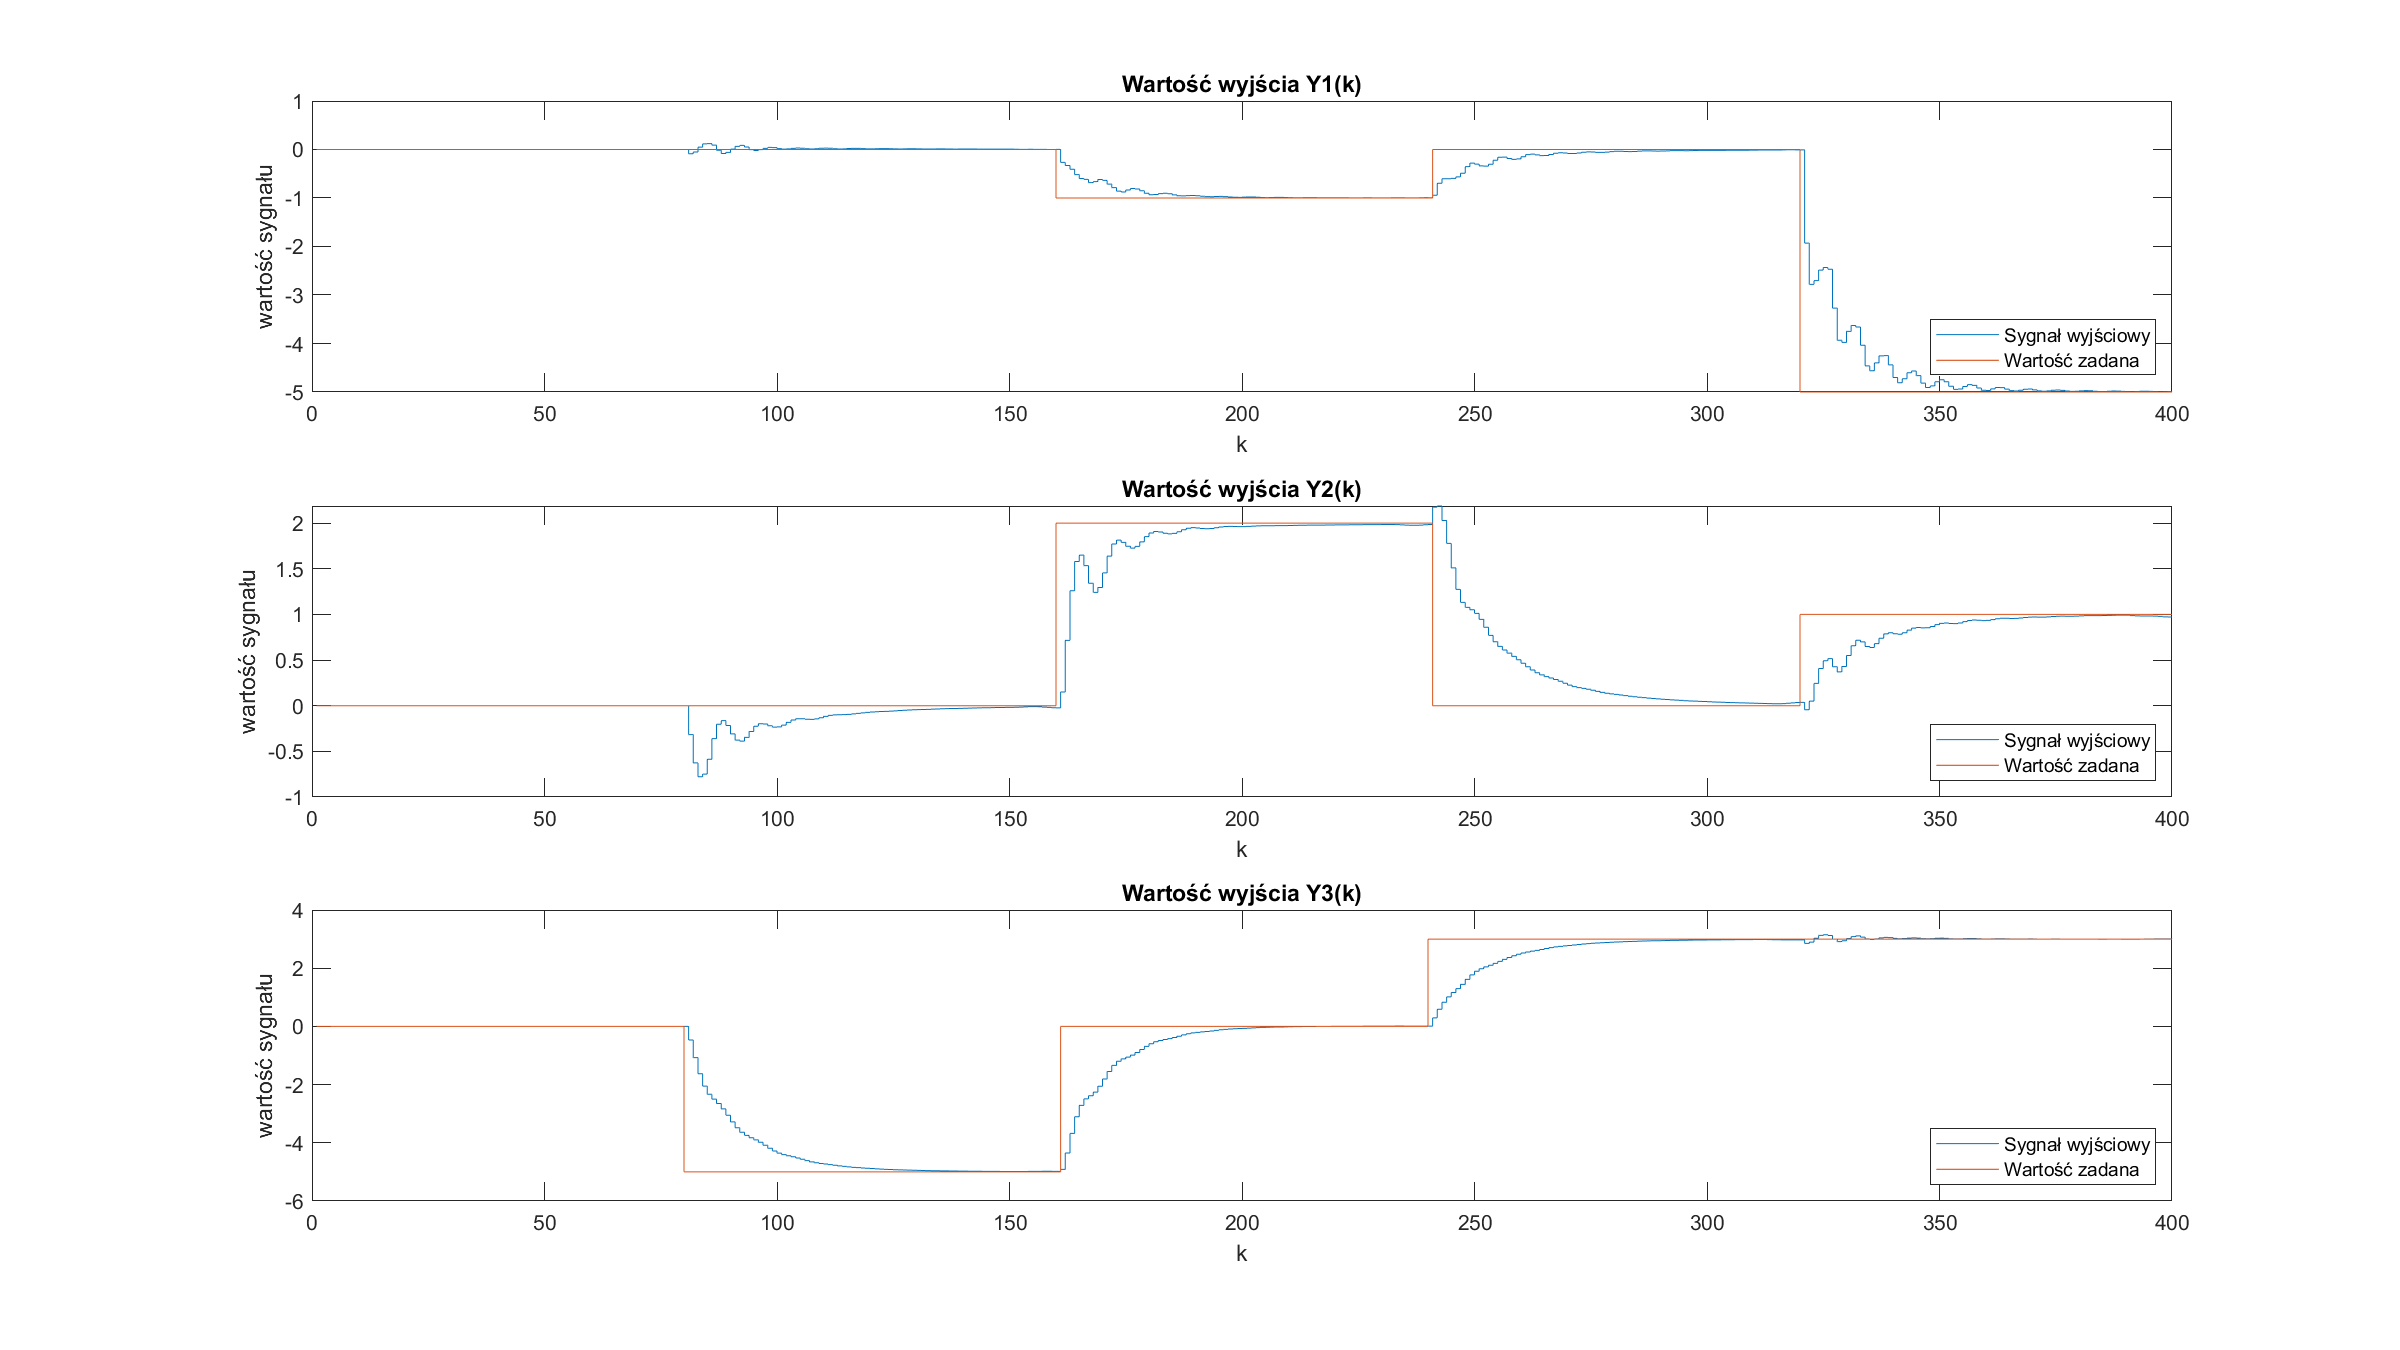 Wartość wyjścia Y1(k)
1
0
-1
-2
-3
-4
-5
wartość sygnału
0 50 100 150 200 250 300 350 400
k
Sygnał wyjściowy
Wartość zadana
Wartość wyjścia Y2(k)
2
1.5
1
0.5
0
-0.5
-1
wartość sygnału
0 50 100 150 200 250 300 350 400
k
Sygnał wyjściowy
Wartość zadana
Wartość wyjścia Y3(k)
4
2
0
-2
-4
-6
wartość sygnału
0 50 100 150 200 250 300 350 400
k
Sygnał wyjściowy
Wartość zadana